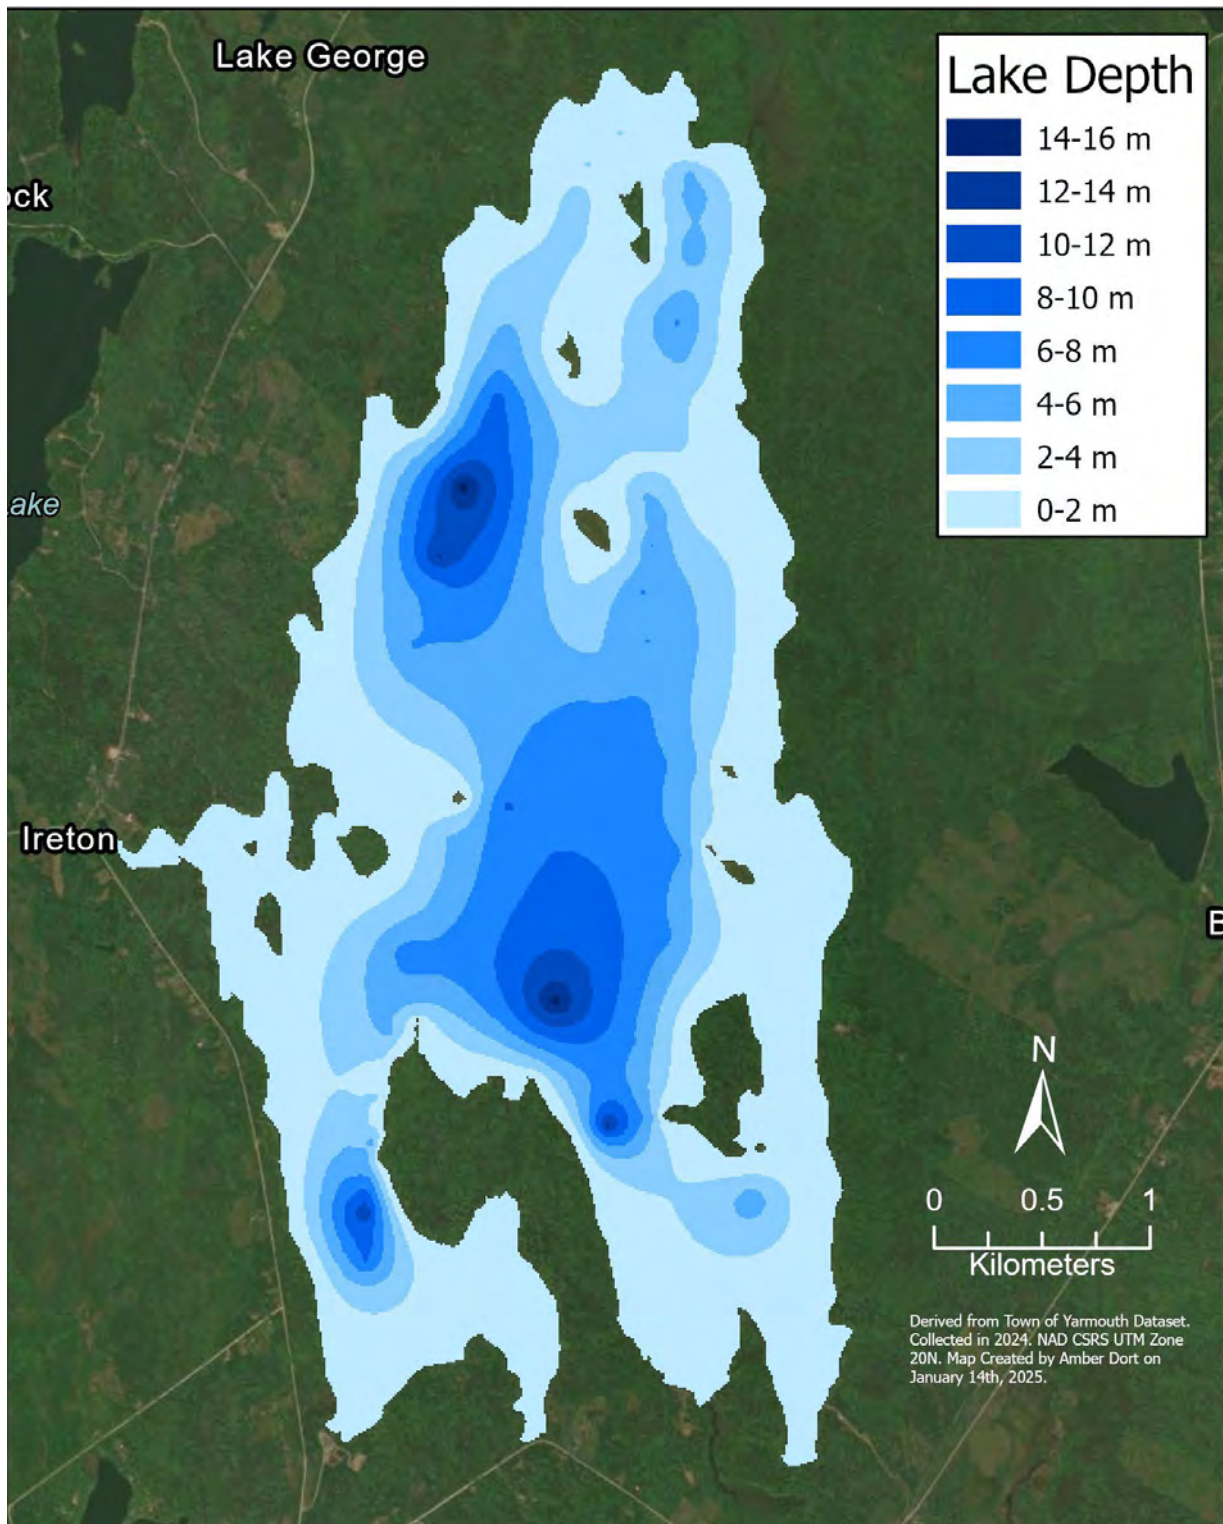 Lake George
ock
ake
Ireton
B
Lake Depth
14-16 m
12-14 m
10-12 m
8-10 m
6-8 m
4-6 m
2-4 m
0-2 m
N
0 0.5 1
Kilometers
Derived from Town of Yarmouth Dataset.
Collected in 2024. NAD CSRS UTM Zone
20N. Map Created by Amber Dort on
January 14th, 2025.